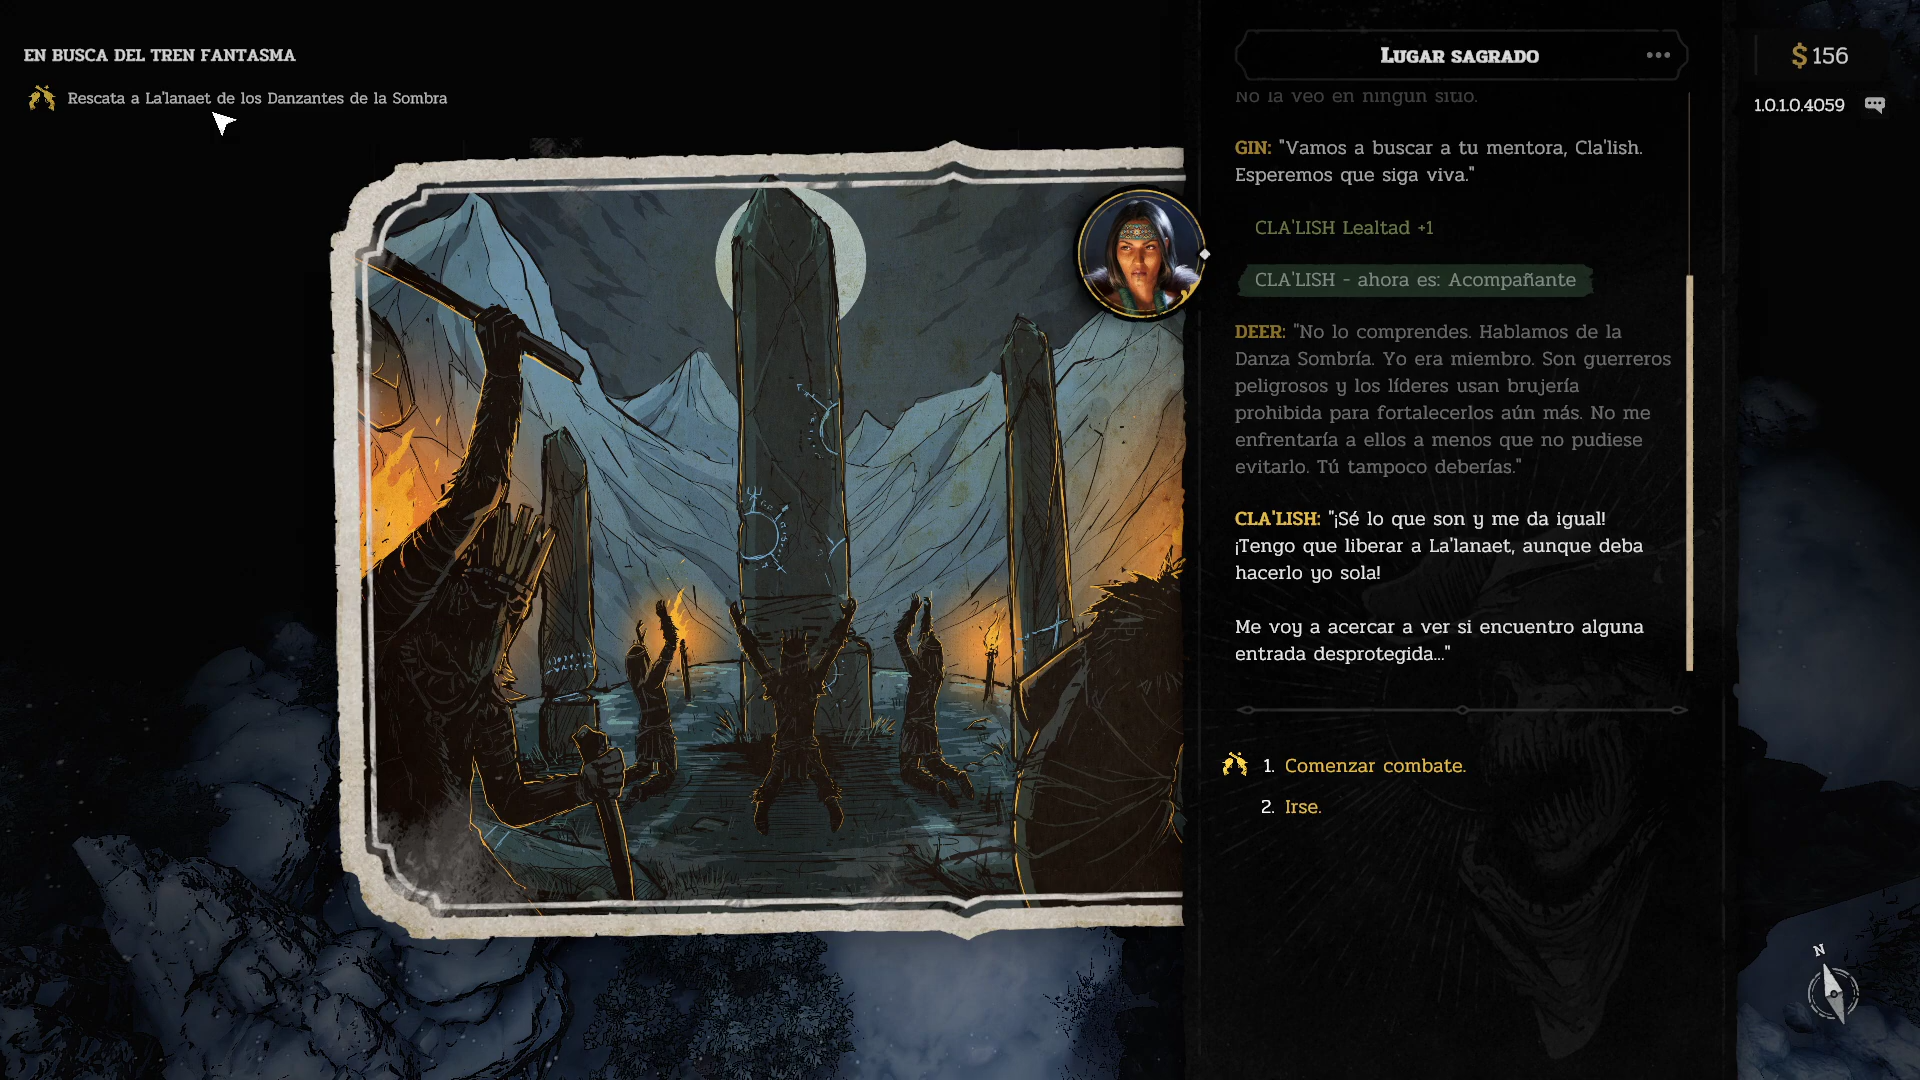 EN BUSCA DEL TREN FANTASMA
Rescata a La'lanaet de los Danzantes de la Sombra
LUGAR SAGRADO
$ 156
1.0.1.0.4059
No la veo en ningún sitio.
GIN: "Vamos a buscar a tu mentora, Cla'lish.
Esperemos que siga viva."
CLA'LISH Lealtad +1
CLA'LISH - ahora es: Acompañante
DEER: "No lo comprendes. Hablamos de la
Danza Sombría. Yo era miembro. Son guerreros
peligrosos y los líderes usan brujería
prohibida para fortalecerlos aún más. No me
enfrentaría a ellos a menos que no pudiese
evitarlo. Tú tampoco deberías."
CLA'LISH: "¡Sé lo que son y me da igual!
¡Tengo que liberar a La'lanaet, aunque deba
hacerlo yo sola!
Me voy a acercar a ver si encuentro alguna
entrada desprotegida..."
1. Comenzar combate.
2. Irse.
N